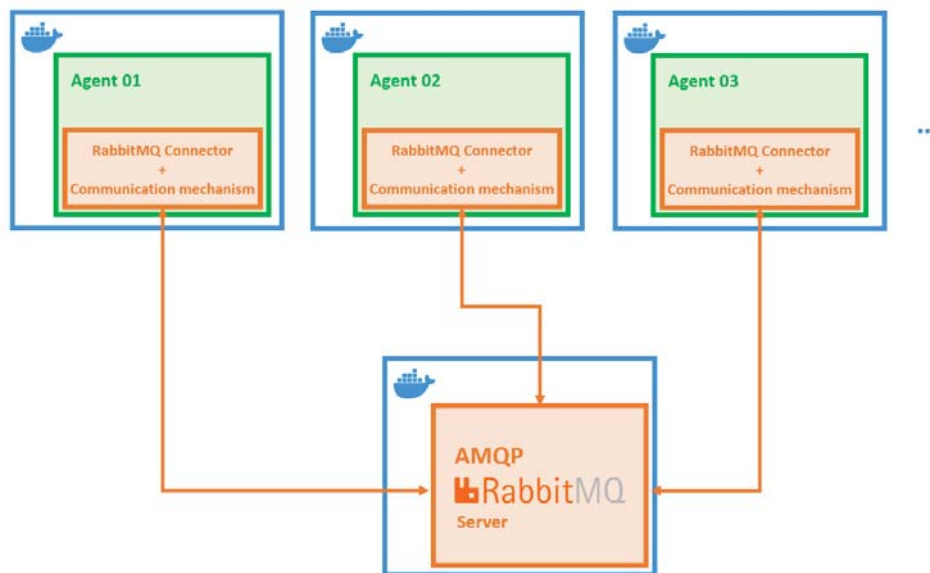 Agent 01
RabbitMQ Connector
+
Communication mechanism
Agent 02
RabbitMQ Connector
+
Communication mechanism
Agent 03
RabbitMQ Connector
+
Communication mechanism
..
AMQP
RabbitMQ
Server